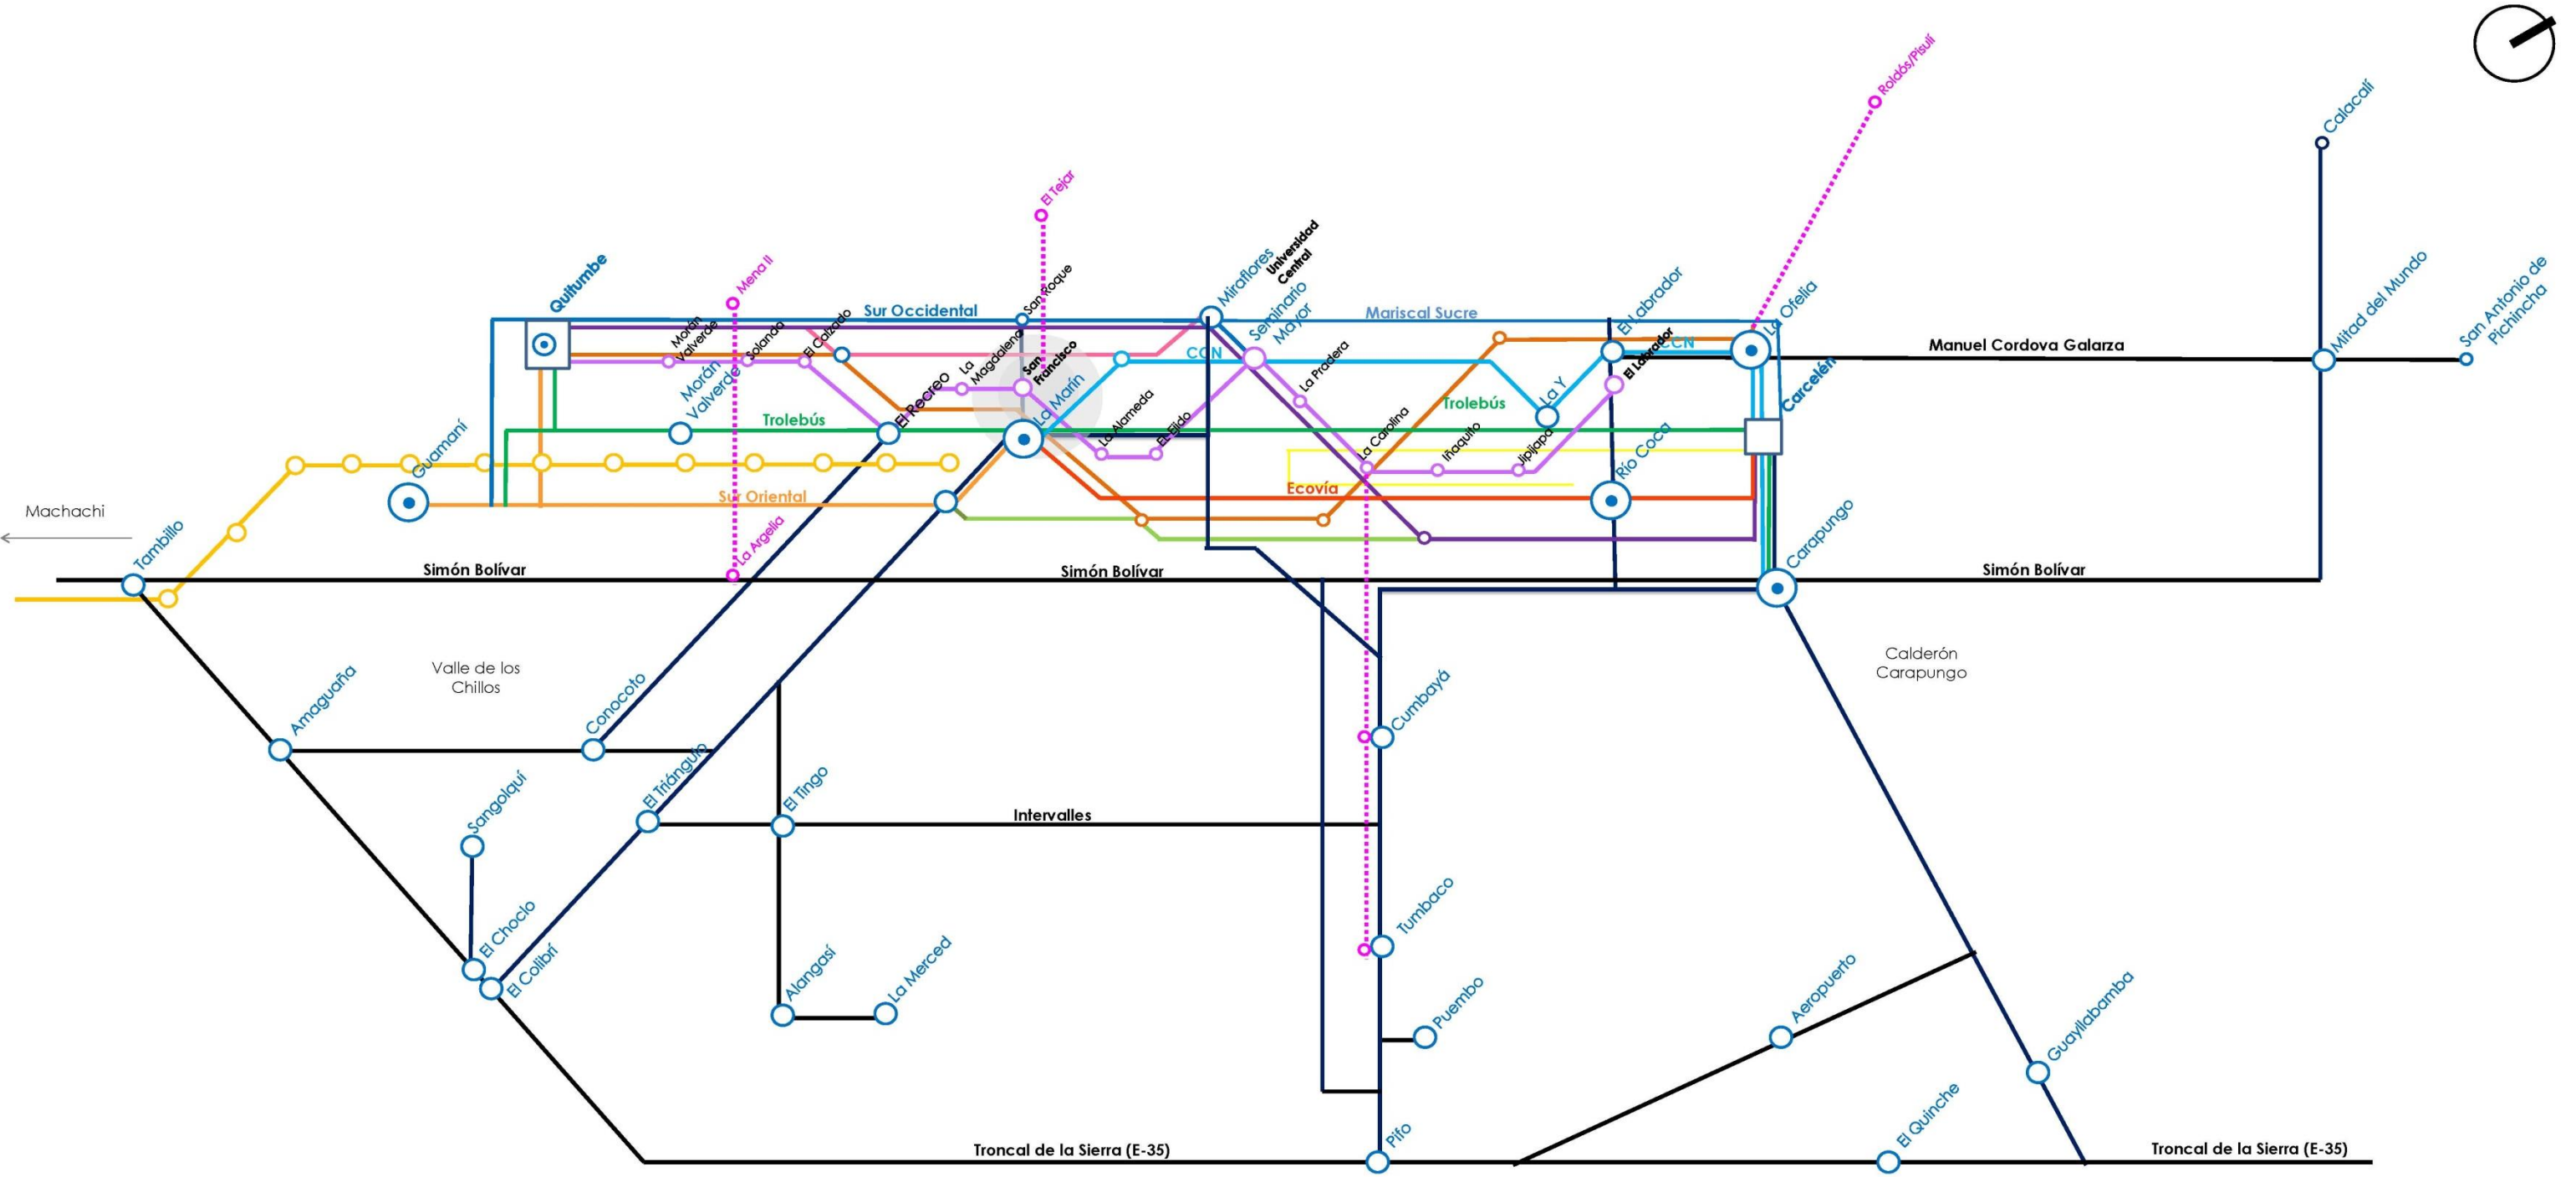 Roldós/Pisulí
Calacalí
El Tejar
Mena II
Quitumbe
San Roque
Miraflores
Universidad
Central
Seminario
Mayor
El Labrador
La Ofelia
Mitad del Mundo
San Antonio de
Pichincha
Sur Occidental
Mariscal Sucre
Morán
Valverde
Solanda
El Calzado
La
Magdalena
San
Francisco
CCN
CCN
El Labrador
Manuel Cordova Galarza
La Pradera
Carcelén
Morán
Valverde
El Recreo
La Marín
La Y
Trolebús
Trolebús
La Alameda
El Ejido
La Carolina
Iñaquito
Jipijapa
Río Coca
Guamaní
Sur Oriental
Ecovía
Machachi
Tambillo
La Argelia
Carapungo
Simón Bolívar
Simón Bolívar
Simón Bolívar
Amaguaña
Valle de los
Chillos
Conocoto
Cumbayá
Calderón
Carapungo
Sangolquí
El Triángulo
El Tingo
Intervalles
El Choclo
El Colibrí
Alangasí
La Merced
Tumbaco
Puembo
Aeropuerto
Guayllabamba
Pifo
El Quinche
Troncal de la Sierra (E-35)
Troncal de la Sierra (E-35)